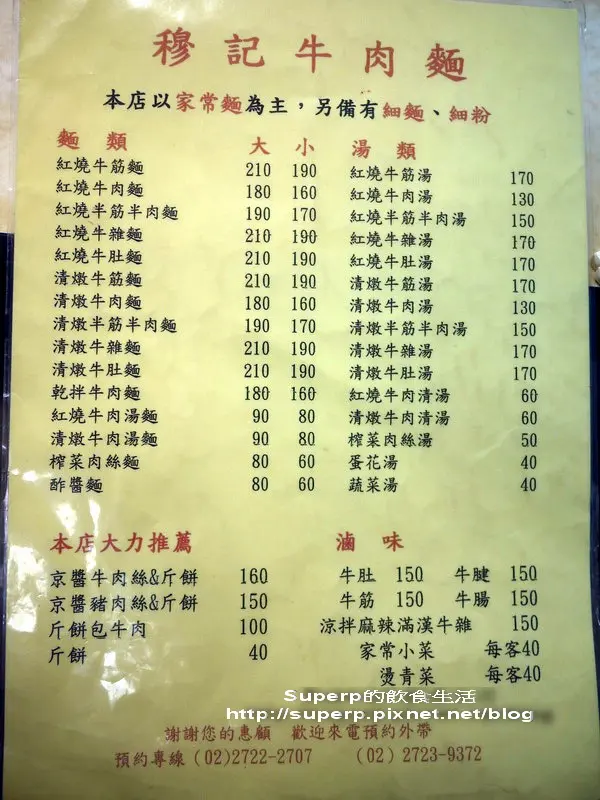 穆記牛肉麵
本店以家常麵為主，另備有細麵、細粉
麵類 大 小
紅燒牛筋麵 210 190
紅燒牛肉麵 180 160
紅燒半筋半肉麵 190 170
紅燒牛雜麵 210 190
紅燒牛肚麵 210 190
清燉牛筋麵 210 190
清燉牛肉麵 180 160
清燉半筋半肉麵 190 170
清燉牛雜麵 210 190
清燉牛肚麵 210 190
乾拌牛肉麵 180 160
紅燒牛肉湯麵 90 80
清燉牛肉湯麵 90 80
榨菜肉絲麵 80 60
酢醬麵 80 60
湯類
紅燒牛筋湯 170
紅燒牛肉湯 130
紅燒半筋半肉湯 150
紅燒牛雜湯 170
紅燒牛肚湯 170
清燉牛筋湯 170
清燉牛肉湯 130
清燉半筋半肉湯 150
清燉牛雜湯 170
清燉牛肚湯 170
紅燒牛肉清湯 60
清燉牛肉清湯 60
榨菜肉絲湯 50
蛋花湯 40
蔬菜湯 40
本店大力推薦
京醬牛肉絲&斤餅 160
京醬豬肉絲&斤餅 150
斤餅包牛肉 100
斤餅 40
滷味
牛肚 150 牛腱 150
牛筋 150 牛腸 150
涼拌麻辣滿漢牛雜 150
家常小菜 每客40
燙青菜 每客40
Superp的飲食生活
http://superp.pixnet.net/blog
謝謝您的惠顧 歡迎來電預約外帶
預約專線 (02)2722-2707 (02) 2723-9372